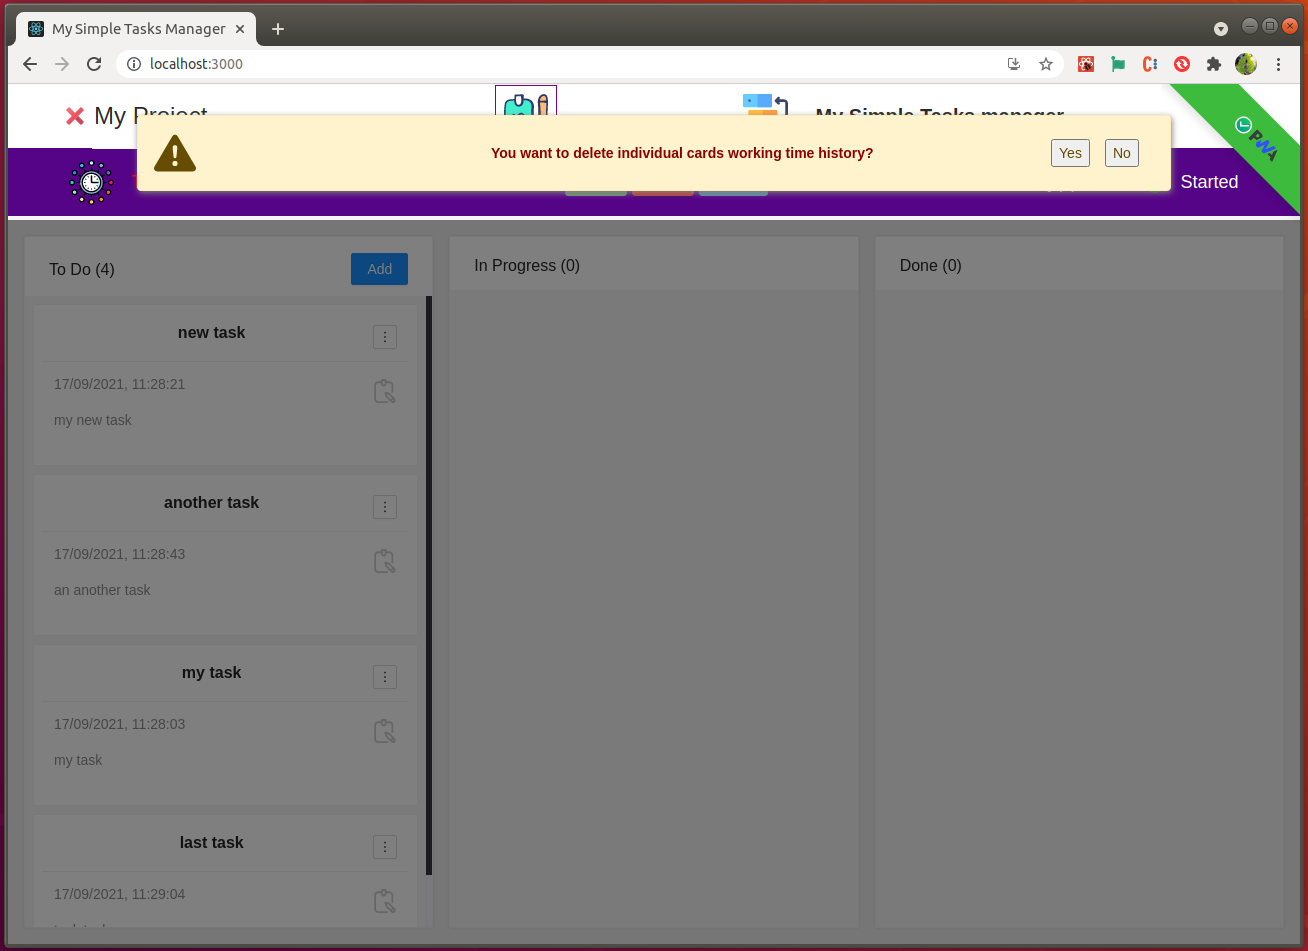 My Simple Tasks Manager
localhost:3000
My Project
My Simple Tasks manager
PWA
You want to delete individual cards working time history?
Yes
No
Started
To Do (4)
Add
In Progress (0)
Done (0)
new task
17/09/2021, 11:28:21
my new task
another task
17/09/2021, 11:28:43
an another task
my task
17/09/2021, 11:28:03
my task
last task
17/09/2021, 11:29:04